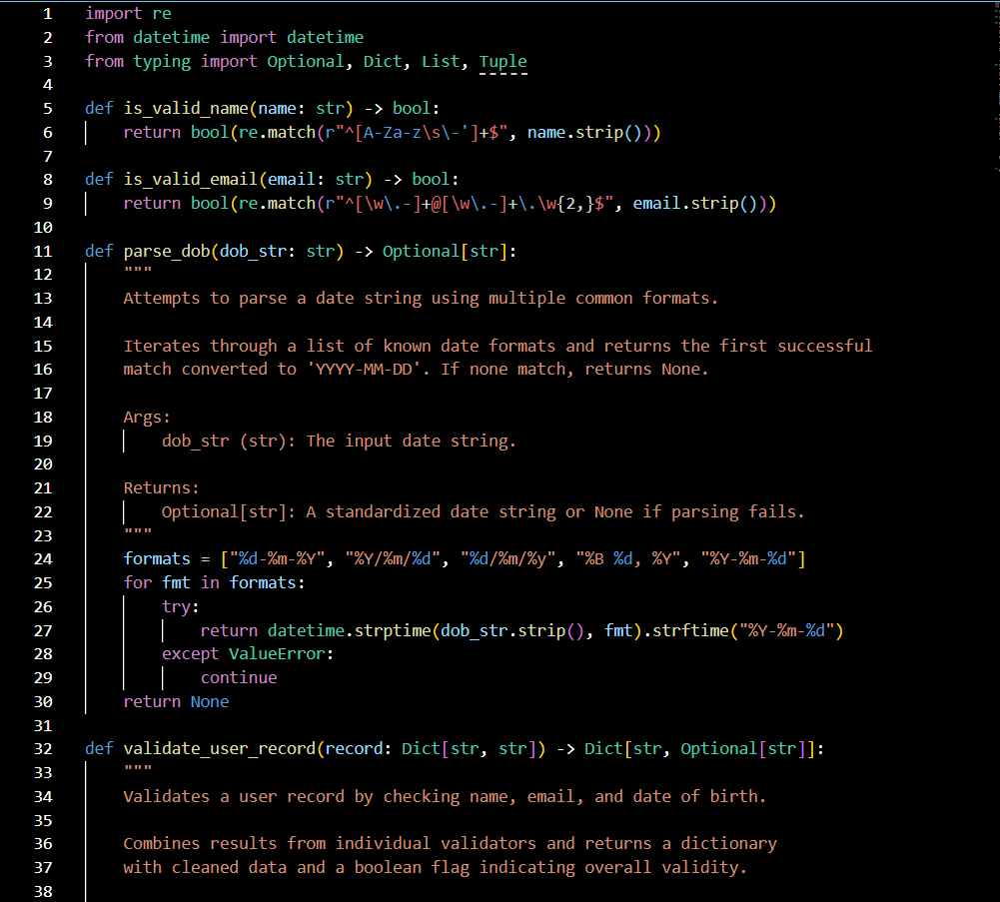 1 import re
2 from datetime import datetime
3 from typing import Optional, Dict, List, Tuple
4
5 def is_valid_name(name: str) -> bool:
6     return bool(re.match(r"^[A-Za-z\s\-']+$", name.strip()))
7
8 def is_valid_email(email: str) -> bool:
9     return bool(re.match(r"^[\w\.-]+@[\w\.-]+\.\w{2,}$", email.strip()))
10
11 def parse_dob(dob_str: str) -> Optional[str]:
12     """
13     Attempts to parse a date string using multiple common formats.
14
15     Iterates through a list of known date formats and returns the first successful
16     match converted to 'YYYY-MM-DD'. If none match, returns None.
17
18     Args:
19         dob_str (str): The input date string.
20
21     Returns:
22         Optional[str]: A standardized date string or None if parsing fails.
23     """
24     formats = ["%d-%m-%Y", "%Y/%m/%d", "%d/%m/%y", "%B %d, %Y", "%Y-%m-%d"]
25     for fmt in formats:
26         try:
27             return datetime.strptime(dob_str.strip(), fmt).strftime("%Y-%m-%d")
28         except ValueError:
29             continue
30     return None
31
32 def validate_user_record(record: Dict[str, str]) -> Dict[str, Optional[str]]:
33     """
34     Validates a user record by checking name, email, and date of birth.
35
36     Combines results from individual validators and returns a dictionary
37     with cleaned data and a boolean flag indicating overall validity.
38